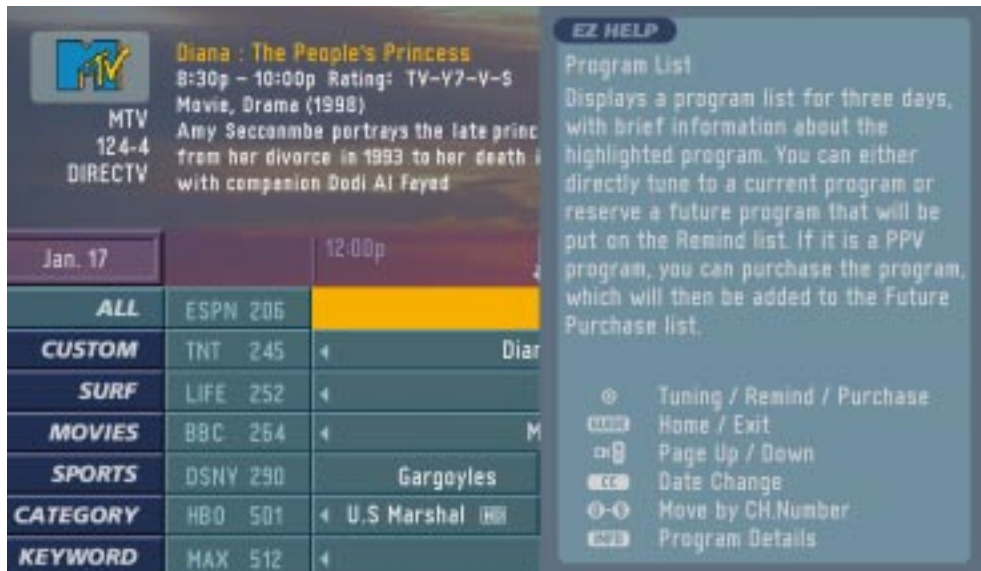 MTV
MTV
124-4
DIRECTV
Diana : The People's Princess
8:30p – 10:00p Rating: TV-Y7-V-S
Movie, Drama (1998)
Amy Secconmbe portrays the late princ
from her divorce in 1993 to her death
with companion Dodi Al Fayed
Jan. 17
12:00p
ALL
ESPN 206
CUSTOM
TNT 245
Dian
SURF
LIFE 252
MOVIES
BBC 264
M
SPORTS
DSNY 290
Gargoyles
CATEGORY
HBO 501
U.S Marshal
KEYWORD
MAX 512
EZ HELP
Program List
Displays a program list for three days,
with brief information about the
highlighted program. You can either
directly tune to a current program or
reserve a future program that will be
put on the Remind list. If it is a PPV
program, you can purchase the program,
which will then be added to the Future
Purchase list.
Tuning / Remind / Purchase
GUIDE Home / Exit
CH Page Up / Down
CC Date Change
Move by CH.Number
INFO Program Details